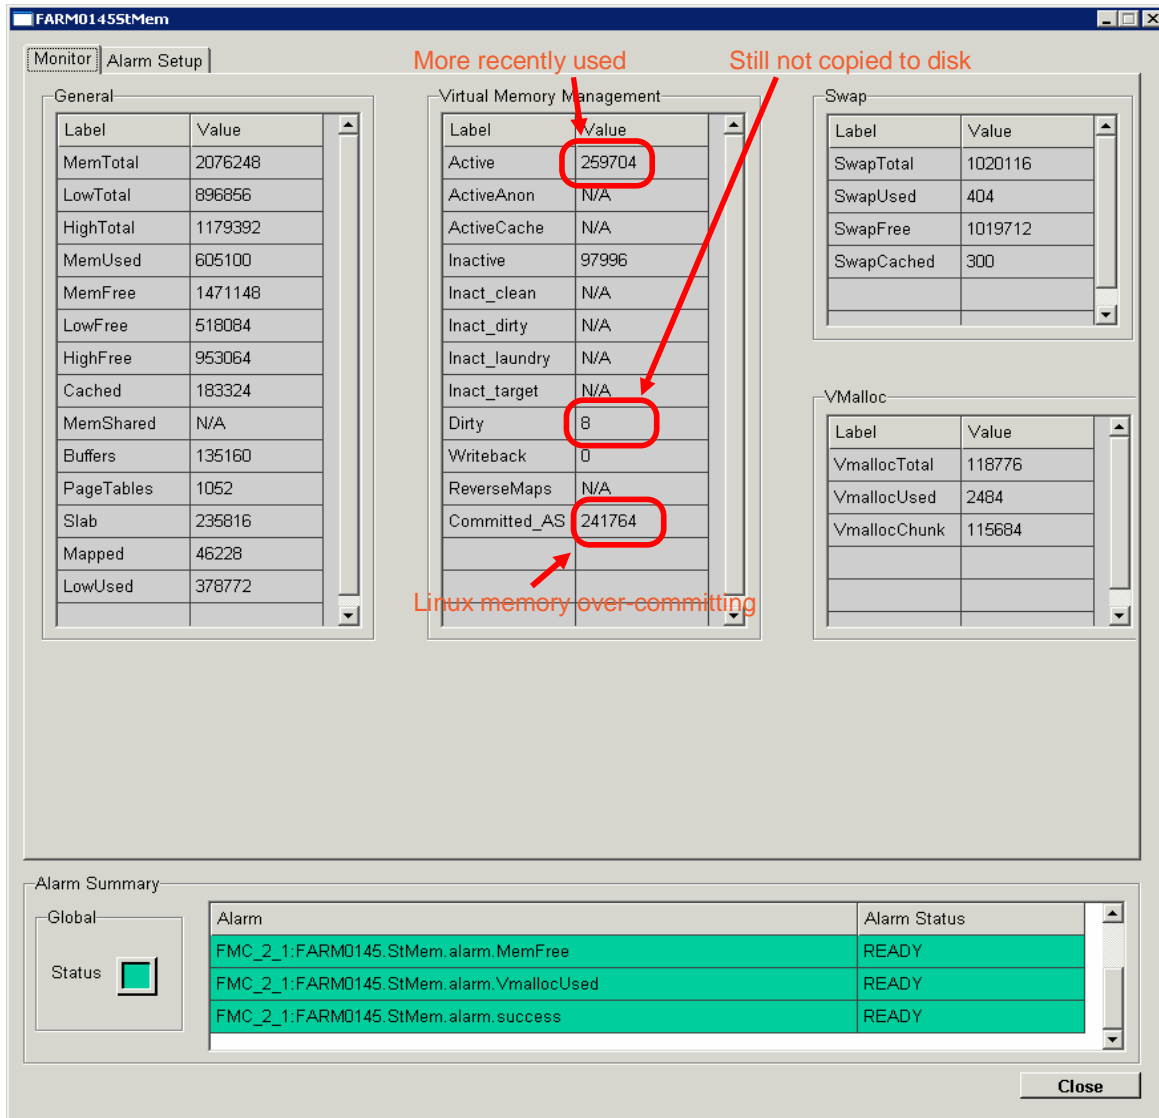 FARM0145StMem
Monitor Alarm Setup
More recently used Still not copied to disk
General
Label Value
MemTotal 2076248
LowTotal 896856
HighTotal 1179392
MemUsed 605100
MemFree 1471148
LowFree 518084
HighFree 953064
Cached 183324
MemShared N/A
Buffers 135160
PageTables 1052
Slab 235816
Mapped 46228
LowUsed 378772
Virtual Memory Management
Label Value
Active 259704
ActiveAnon N/A
ActiveCache N/A
Inactive 97996
Inact_clean N/A
Inact_dirty N/A
Inact_laundry N/A
Inact_target N/A
Dirty 8
Writeback 0
ReverseMaps N/A
Committed_AS 241764
Linux memory over-committing
Swap
Label Value
SwapTotal 1020116
SwapUsed 404
SwapFree 1019712
SwapCached 300
VMalloc
Label Value
VmallocTotal 118776
VmallocUsed 2484
VmallocChunk 115684
Alarm Summary
Global
Status
Alarm Alarm Status
FMC_2_1:FARM0145.StMem.alarm.MemFree READY
FMC_2_1:FARM0145.StMem.alarm.VmallocUsed READY
FMC_2_1:FARM0145.StMem.alarm.success READY
Close